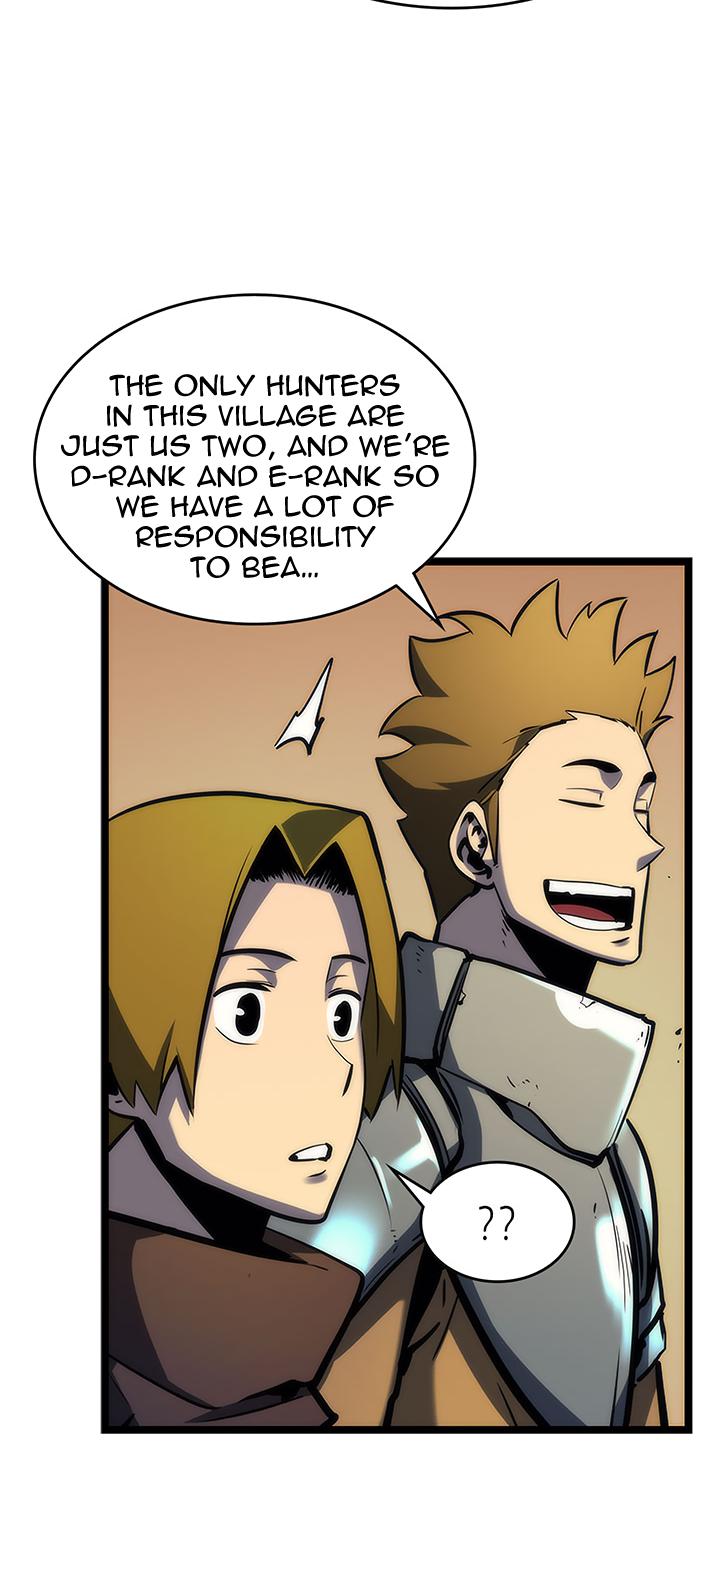 THE ONLY HUNTERS
IN THIS VILLAGE ARE
JUST US TWO, AND WE'RE
D-RANK AND E-RANK SO
WE HAVE A LOT OF
RESPONSIBILITY
TO BEA...
??